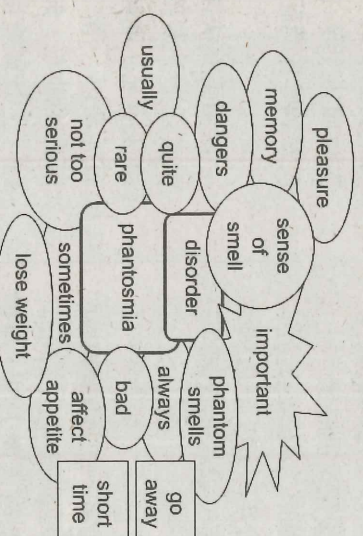 pleasure
memory
sense
of
smell
important
dangers
phantom
smells
disorder
go
away
quite
always
usually
rare
phantosmia
bad
short
time
not too
serious
sometimes
affect
appetite
lose weight